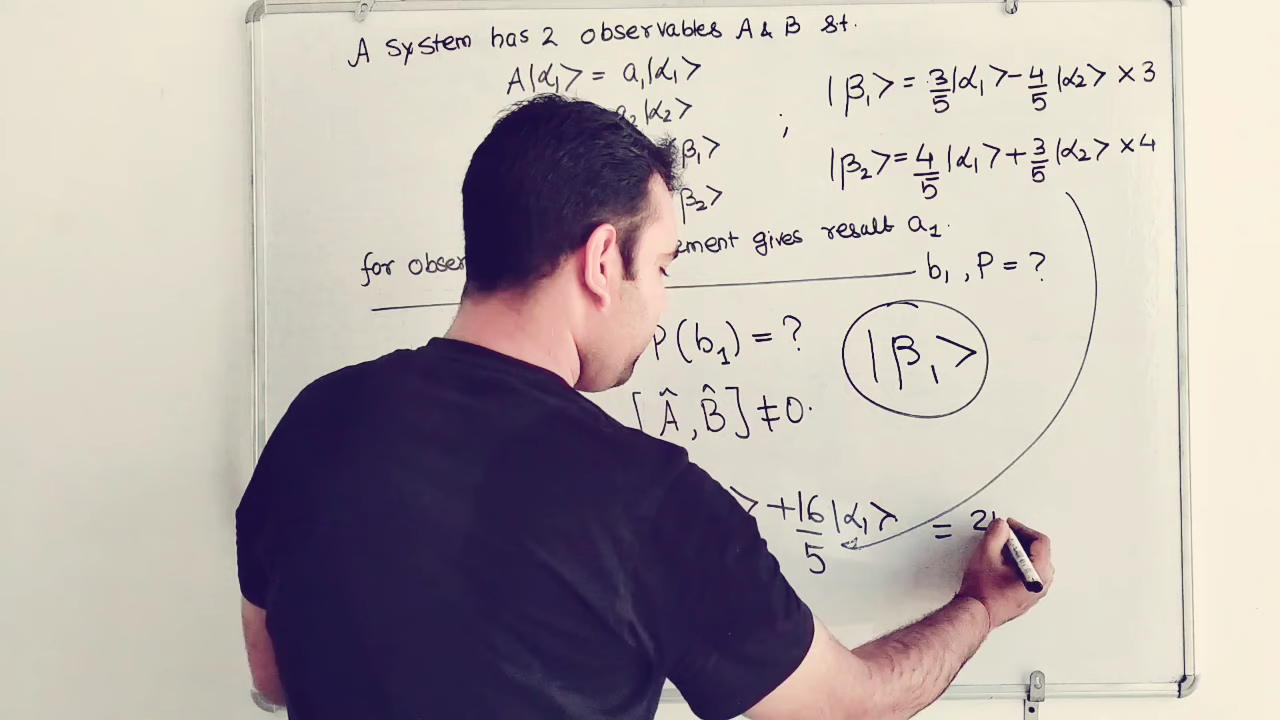 A system has 2 observables A & B st.
A|α₁> = a₁|α₁>
|β₁> = 3/5|α₁> - 4/5|α₂> × 3
₂|α₂>
;
β₁>
|β₂> = 4/5|α₁> + 3/5|α₂> × 4
β₂>
for obser ement gives result a₁.
b₁, P = ?
P(b₁) = ?
|β₁>
[Â, B̂] ≠ 0.
> + 16/5|α₁> = 2